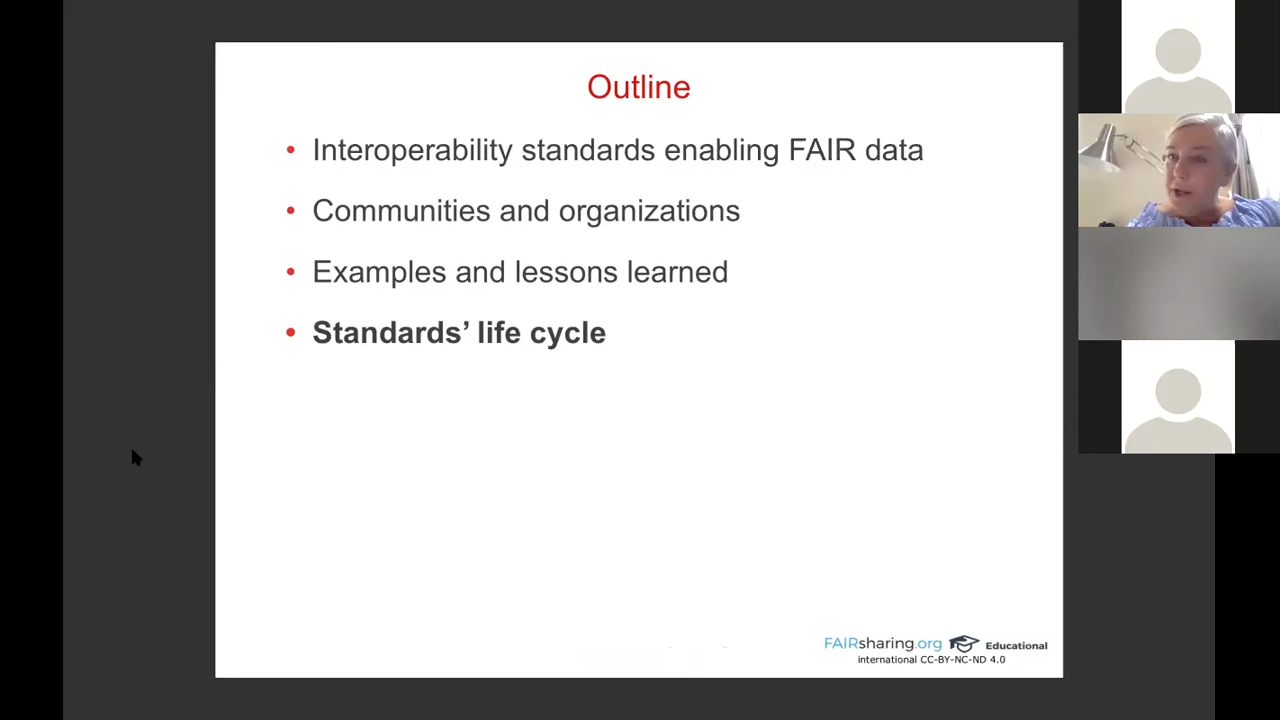 Outline
• Interoperability standards enabling FAIR data
• Communities and organizations
• Examples and lessons learned
• Standards’ life cycle
FAIRsharing.org Educational
international CC-BY-NC-ND 4.0